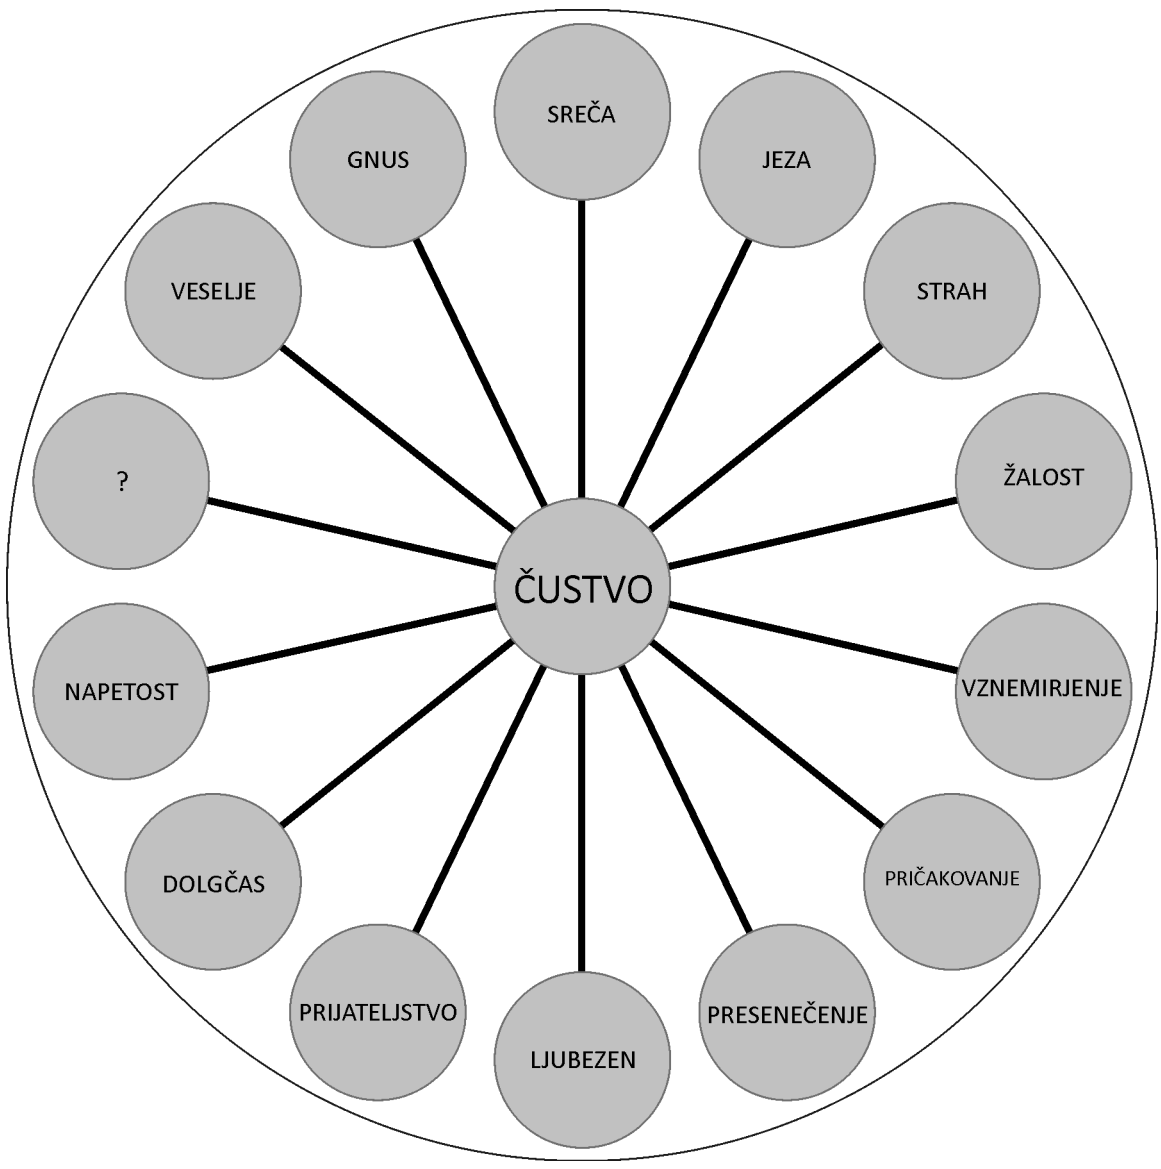 SREČA
JEZA
GNUS
STRAH
VESELJE
ŽALOST
?
ČUSTVO
VZNEMIRJENJE
NAPETOST
PRIČAKOVANJE
DOLGČAS
PRESENEČENJE
PRIJATELJSTVO
LJUBEZEN